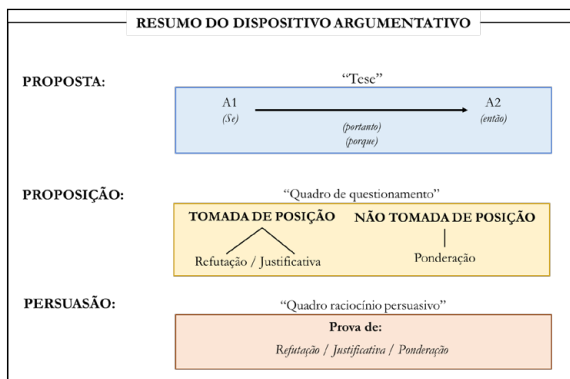 RESUMO DO DISPOSITIVO ARGUMENTATIVO
PROPOSTA:
“Tese”
A1 A2
(Se) (então)
(portanto)
(porque)
PROPOSIÇÃO:
“Quadro de questionamento”
TOMADA DE POSIÇÃO NÃO TOMADA DE POSIÇÃO
Refutação / Justificativa Ponderação
PERSUASÃO:
“Quadro raciocínio persuasivo”
Prova de:
Refutação / Justificativa / Ponderação